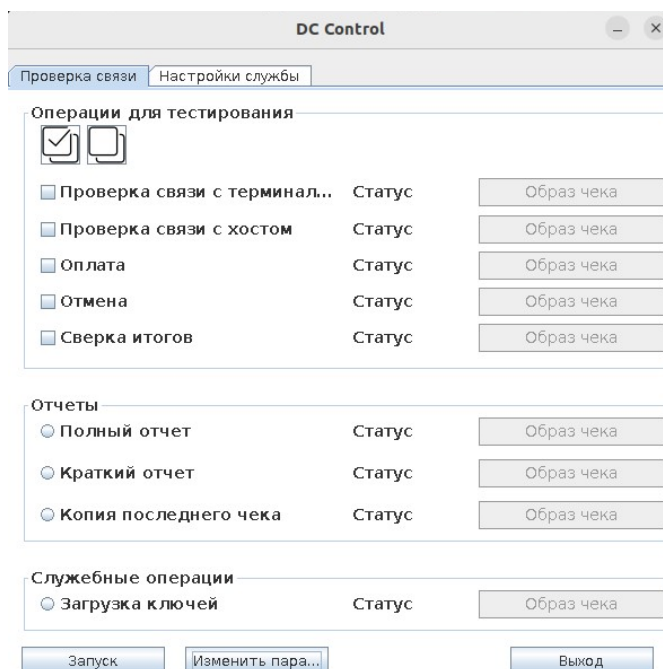 DC Control
Проверка связи Настройки службы
Операции для тестирования
Проверка связи с терминал... Статус Образ чека
Проверка связи с хостом Статус Образ чека
Оплата Статус Образ чека
Отмена Статус Образ чека
Сверка итогов Статус Образ чека
Отчеты
Полный отчет Статус Образ чека
Краткий отчет Статус Образ чека
Копия последнего чека Статус Образ чека
Служебные операции
Загрузка ключей Статус Образ чека
Запуск Изменить пара... Выход